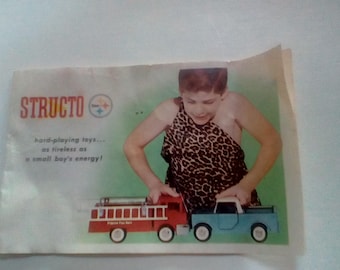 STRUCTO
hard-playing toys...
as tireless as
a small boy's energy!